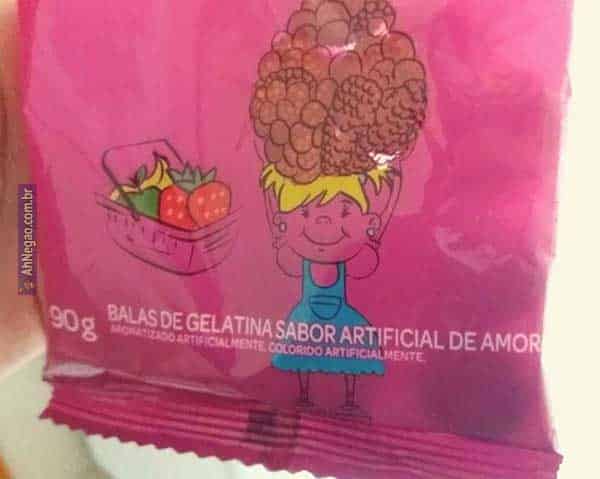 AhNegao.com.br
90g
BALAS DE GELATINA SABOR ARTIFICIAL DE AMOR
AROMATIZADO ARTIFICIALMENTE. COLORIDO ARTIFICIALMENTE.